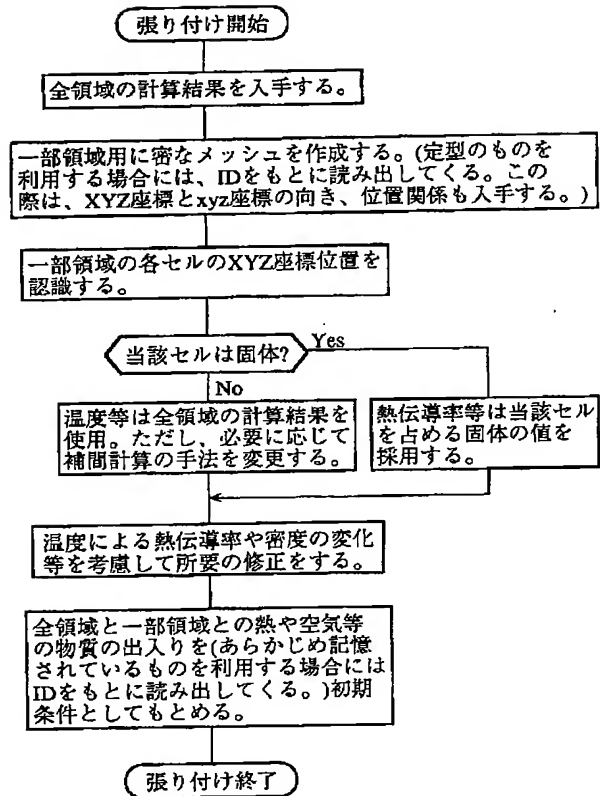 張り付け開始
全領域の計算結果を入手する。
一部領域用に密なメッシュを作成する。(定型のものを
利用する場合には、IDをもとに読み出してくる。この
際は、XYZ座標とxyz座標の向き、位置関係も入手する。)
一部領域の各セルのXYZ座標位置を
認識する。
当該セルは固体?
Yes
No
温度等は全領域の計算結果を
使用。ただし、必要に応じて
補間計算の手法を変更する。
熱伝導率等は当該セル
を占める固体の値を
採用する。
温度による熱伝導率や密度の変化
等を考慮して所要の修正をする。
全領域と一部領域との熱や空気等
の物質の出入りを(あらかじめ記憶
されているものを利用する場合には
IDをもとに読み出してくる。)初期
条件としてもとめる。
張り付け終了